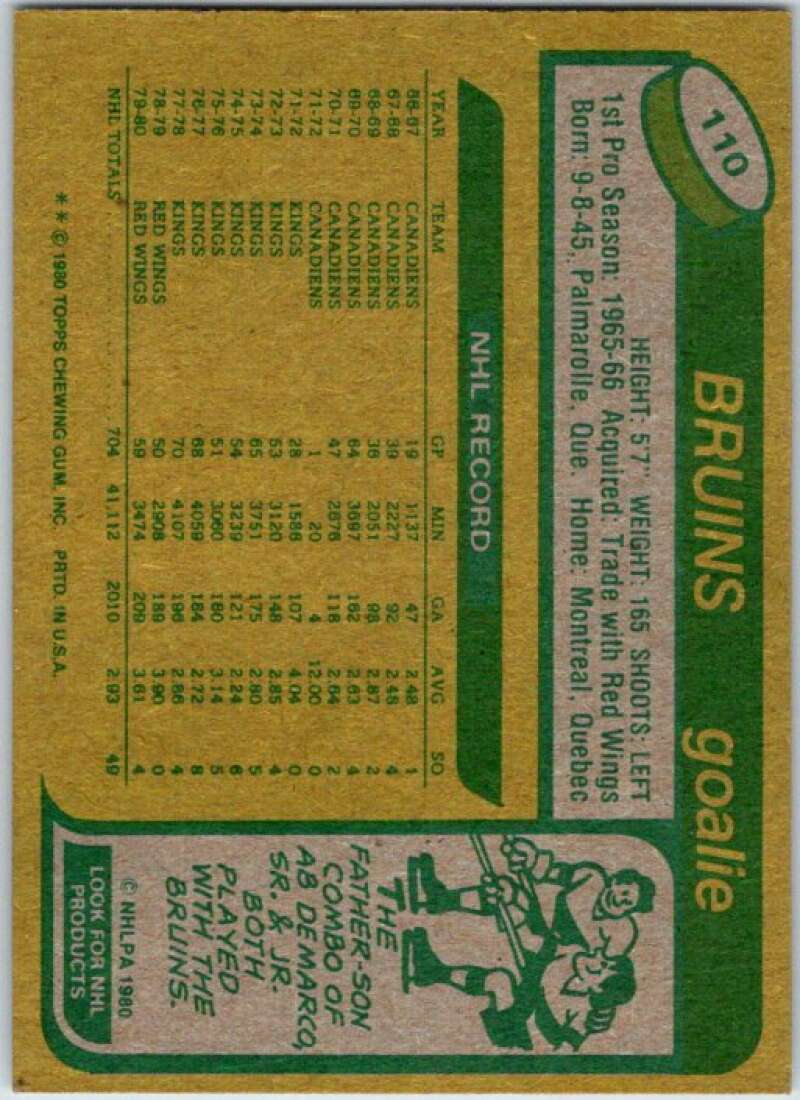 110
BRUINS goalie
HEIGHT: 5'7" WEIGHT: 165 SHOOTS: LEFT
1st Pro Season: 1965-66 Acquired: Trade with Red Wings
Born: 9-8-45, Palmarolle, Que. Home: Montreal, Quebec
NHL RECORD
YEAR TEAM GP MIN GA AVG SO
66-67 CANADIENS 19 1137 47 2.48 1
67-68 CANADIENS 39 2227 92 2.48 4
68-69 CANADIENS 36 2051 98 2.87 2
69-70 CANADIENS 64 3697 162 2.63 4
70-71 CANADIENS 47 2676 118 2.64 2
71-72 CANADIENS 1 20 4 12.00 0
71-72 KINGS 28 1586 107 4.04 0
72-73 KINGS 53 3120 148 2.85 4
73-74 KINGS 65 3751 175 2.80 5
74-75 KINGS 54 3239 121 2.24 6
75-76 KINGS 51 3060 160 3.14 5
76-77 KINGS 68 4059 184 2.72 8
77-78 KINGS 70 4107 196 2.86 4
78-79 RED WINGS 50 2908 189 3.90 0
79-80 RED WINGS 59 3474 209 3.61 4
NHL TOTALS 704 41,112 2010 2.93 49
* * © 1980 TOPPS CHEWING GUM, INC. PRTD. IN U.S.A.
THE
FATHER-SON
COMBO OF
AB DEMARCO,
SR. & JR.
BOTH
PLAYED
WITH THE
BRUINS.
© NHLPA 1980
LOOK FOR NHL
PRODUCTS